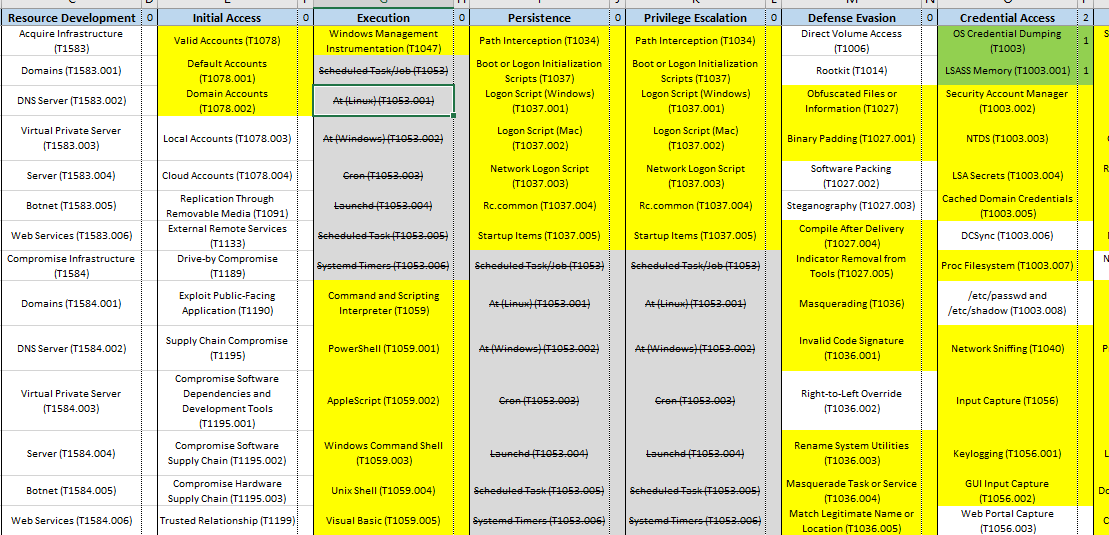 Resource Development
0
Initial Access
0
Execution
0
Persistence
0
Privilege Escalation
0
Defense Evasion
0
Credential Access
2
Acquire Infrastructure
(T1583)
Valid Accounts (T1078)
Windows Management
Instrumentation (T1047)
Path Interception (T1034)
Path Interception (T1034)
Direct Volume Access
(T1006)
OS Credential Dumping
(T1003)
1
Domains (T1583.001)
Default Accounts
(T1078.001)
Scheduled Task/Job (T1053)
Boot or Logon Initialization
Scripts (T1037)
Boot or Logon Initialization
Scripts (T1037)
Rootkit (T1014)
LSASS Memory (T1003.001)
1
DNS Server (T1583.002)
Domain Accounts
(T1078.002)
At (Linux) (T1053.001)
Logon Script (Windows)
(T1037.001)
Logon Script (Windows)
(T1037.001)
Obfuscated Files or
Information (T1027)
Security Account Manager
(T1003.002)
Virtual Private Server
(T1583.003)
Local Accounts (T1078.003)
At (Windows) (T1053.002)
Logon Script (Mac)
(T1037.002)
Logon Script (Mac)
(T1037.002)
Binary Padding (T1027.001)
NTDS (T1003.003)
Server (T1583.004)
Cloud Accounts (T1078.004)
Cron (T1053.003)
Network Logon Script
(T1037.003)
Network Logon Script
(T1037.003)
Software Packing
(T1027.002)
LSA Secrets (T1003.004)
Botnet (T1583.005)
Replication Through
Removable Media (T1091)
Launchd (T1053.004)
Rc.common (T1037.004)
Rc.common (T1037.004)
Steganography (T1027.003)
Cached Domain Credentials
(T1003.005)
Web Services (T1583.006)
External Remote Services
(T1133)
Scheduled Task (T1053.005)
Startup Items (T1037.005)
Startup Items (T1037.005)
Compile After Delivery
(T1027.004)
DCSync (T1003.006)
Compromise Infrastructure
(T1584)
Drive-by Compromise
(T1189)
Systemd Timers (T1053.006)
Scheduled Task/Job (T1053)
Scheduled Task/Job (T1053)
Indicator Removal from
Tools (T1027.005)
Proc Filesystem (T1003.007)
Domains (T1584.001)
Exploit Public-Facing
Application (T1190)
Command and Scripting
Interpreter (T1059)
At (Linux) (T1053.001)
At (Linux) (T1053.001)
Masquerading (T1036)
/etc/passwd and
/etc/shadow (T1003.008)
DNS Server (T1584.002)
Supply Chain Compromise
(T1195)
PowerShell (T1059.001)
At (Windows) (T1053.002)
At (Windows) (T1053.002)
Invalid Code Signature
(T1036.001)
Network Sniffing (T1040)
Virtual Private Server
(T1584.003)
Compromise Software
Dependencies and
Development Tools
(T1195.001)
AppleScript (T1059.002)
Cron (T1053.003)
Cron (T1053.003)
Right-to-Left Override
(T1036.002)
Input Capture (T1056)
Server (T1584.004)
Compromise Software
Supply Chain (T1195.002)
Windows Command Shell
(T1059.003)
Launchd (T1053.004)
Launchd (T1053.004)
Rename System Utilities
(T1036.003)
Keylogging (T1056.001)
Botnet (T1584.005)
Compromise Hardware
Supply Chain (T1195.003)
Unix Shell (T1059.004)
Scheduled Task (T1053.005)
Scheduled Task (T1053.005)
Masquerade Task or Service
(T1036.004)
GUI Input Capture
(T1056.002)
Web Services (T1584.006)
Trusted Relationship (T1199)
Visual Basic (T1059.005)
Systemd Timers (T1053.006)
Systemd Timers (T1053.006)
Match Legitimate Name or
Location (T1036.005)
Web Portal Capture
(T1056.003)